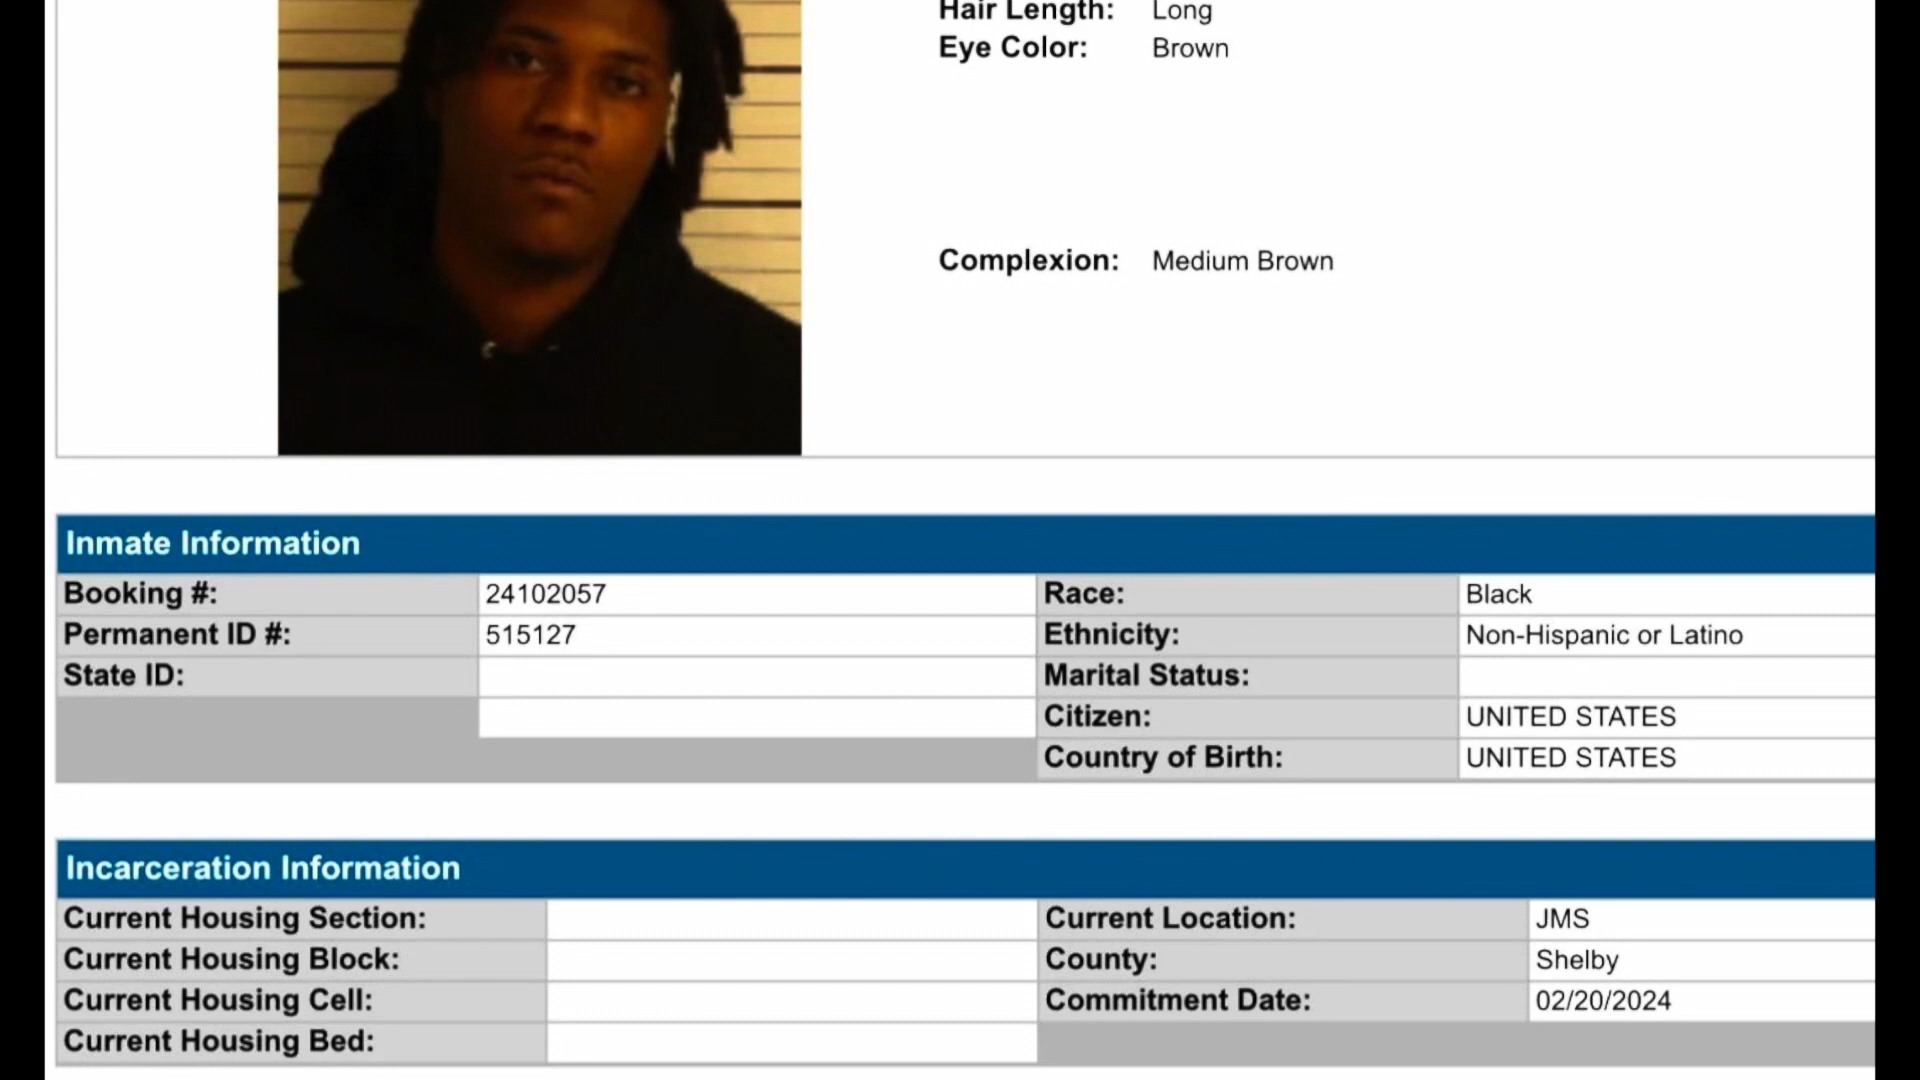 Hair Length: Long
Eye Color: Brown
Complexion: Medium Brown
Inmate Information
Booking #: 24102057 Race: Black
Permanent ID #: 515127 Ethnicity: Non-Hispanic or Latino
State ID: Marital Status:
Citizen: UNITED STATES
Country of Birth: UNITED STATES
Incarceration Information
Current Housing Section: Current Location: JMS
Current Housing Block: County: Shelby
Current Housing Cell: Commitment Date: 02/20/2024
Current Housing Bed: